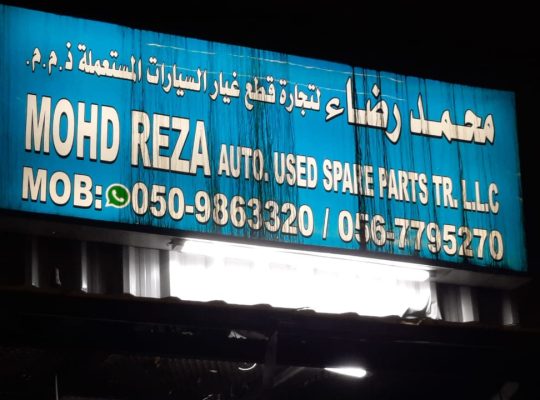 محمد رضاء لتجارة قطع غيار السيارات المستعملة ذ.م.م.
MOHD REZA AUTO. USED SPARE PARTS TR. L.L.C
MOB: 050-9863320 / 056-7795270